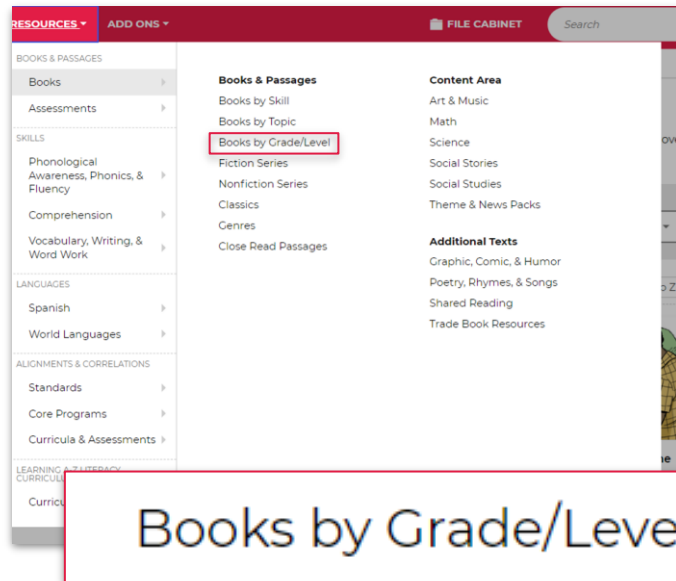 RESOURCES ADD ONS FILE CABINET Search
BOOKS & PASSAGES
Books
Assessments
SKILLS
Phonological
Awareness, Phonics, &
Fluency
Comprehension
Vocabulary, Writing, &
Word Work
LANGUAGES
Spanish
World Languages
ALIGNMENTS & CORRELATIONS
Standards
Core Programs
Curricula & Assessments
LEARNING A-Z LITERACY
Books & Passages
Books by Skill
Books by Topic
Books by Grade/Level
Fiction Series
Nonfiction Series
Classics
Genres
Close Read Passages
Content Area
Art & Music
Math
Science
Social Stories
Social Studies
Theme & News Packs
Additional Texts
Graphic, Comic, & Humor
Poetry, Rhymes, & Songs
Shared Reading
Trade Book Resources
Books by Grade/Leve